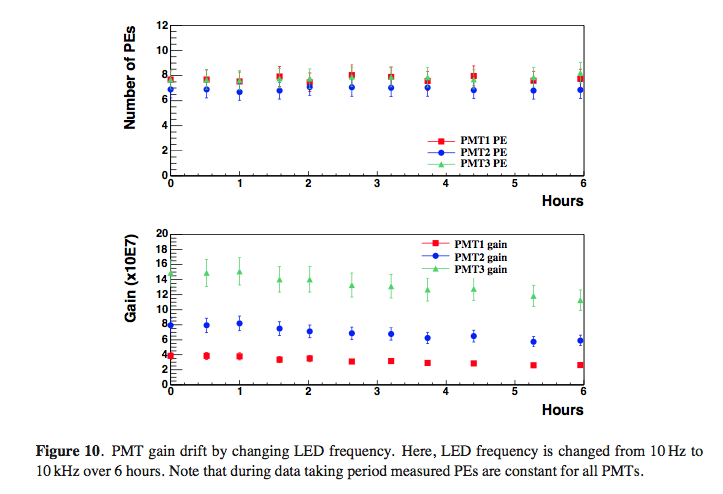 Number of PEs
12
10
8
6
4
2
0
PMT1 PE
PMT2 PE
PMT3 PE
0 1 2 3 4 5 6
Hours
Gain (x10E7)
20
18
16
14
12
10
8
6
4
2
0
PMT1 gain
PMT2 gain
PMT3 gain
0 1 2 3 4 5 6
Hours
Figure 10. PMT gain drift by changing LED frequency. Here, LED frequency is changed from 10 Hz to
10 kHz over 6 hours. Note that during data taking period measured PEs are constant for all PMTs.